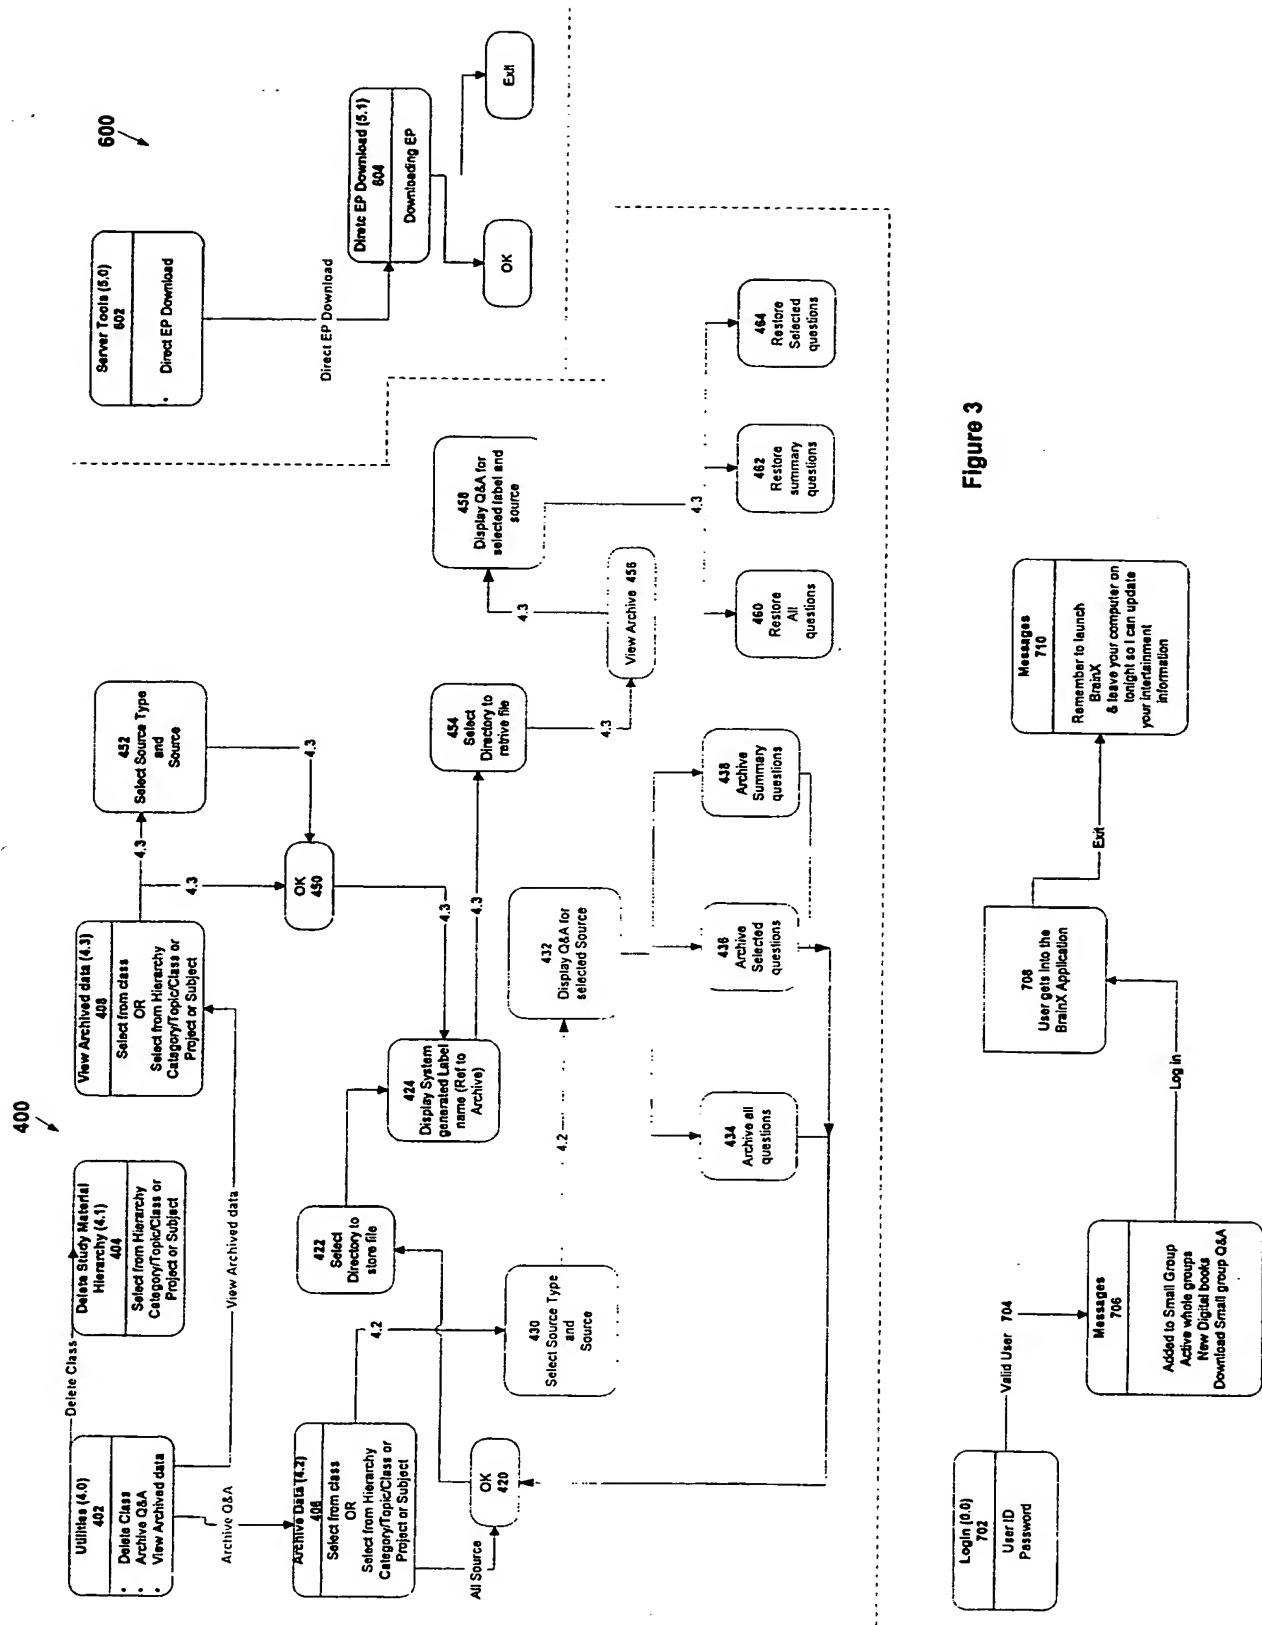 400
Utilities (4.0)
402
• Delete Class
• Archive Q&A
• View Archived data
Delete Class
Delete Study Material
Hierarchy (4.1)
404
Select from Hierarchy
Category/Topic/Class or
Project or Subject
View Archived data
Archive Q&A
View Archived data (4.3)
408
Select from class
OR
Select from Hierarchy
Category/Topic/Class or
Project or Subject
4.3
4.3
452
Select Source Type
and
Source
4.3
OK
450
Archive Data (4.2)
406
Select from class
OR
Select from Hierarchy
Category/Topic/Class or
Project or Subject
All Source
4.2
OK
420
422
Select
Directory to
store file
424
Display System
generated Label
name (Ref to
Archive)
4.3
4.3
454
Select
Directory to
retrive file
4.3
View Archive 456
4.3
458
Display Q&A for
selected label and
source
4.3
460
Restore
All
questions
462
Restore
summary
questions
464
Restore
Selected
questions
430
Select Source Type
and
Source
4.2
432
Display Q&A for
selected Source
434
Archive all
questions
436
Archive
Selected
questions
438
Archive
Summary
questions
600
Server Tools (5.0)
602
• Direct EP Download
Direct EP Download
Diretc EP Download (5.1)
604
Downloading EP
OK
Exit
Login (0.0)
702
User ID
Password
Valid User 704
Messages
706
Added to Small Group
Active whole groups
New Digital books
Download Small group Q&A
Log in
708
User gets Into the
BrainX Application
Exit
Messages
710
Remember to launch
BrainX
& leave your computer on
tonight so I can update
your intertainment
information
Figure 3